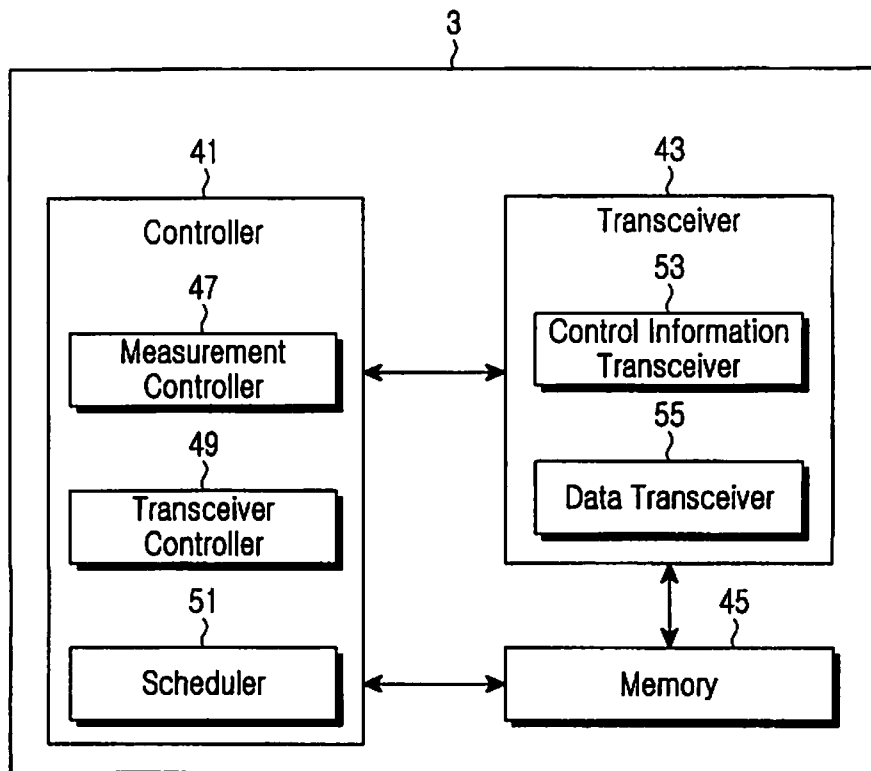 3
41
Controller
47
Measurement
Controller
49
Transceiver
Controller
51
Scheduler
43
Transceiver
53
Control Information
Transceiver
55
Data Transceiver
45
Memory